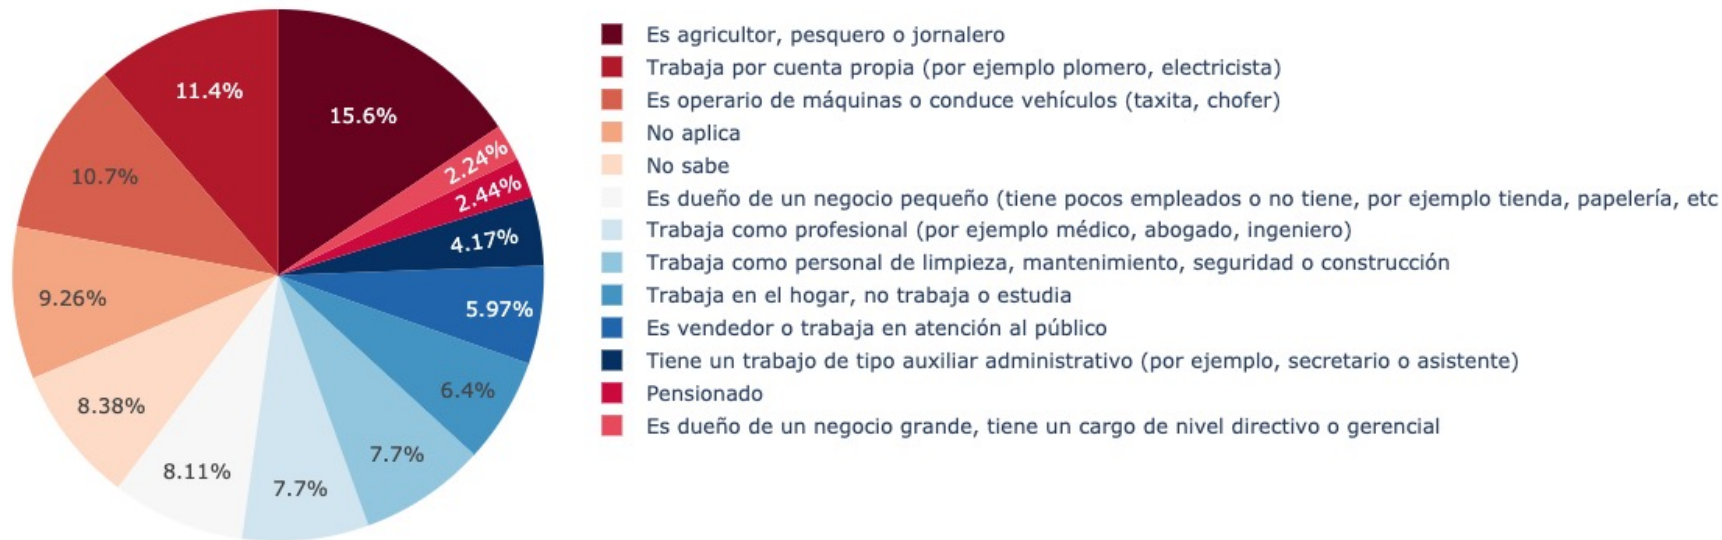 11.4%
15.6%
10.7%
2.24%
2.44%
4.17%
9.26%
5.97%
8.38%
6.4%
8.11%
7.7%
7.7%
Es agricultor, pesquero o jornalero
Trabaja por cuenta propia (por ejemplo plomero, electricista)
Es operario de máquinas o conduce vehículos (taxita, chofer)
No aplica
No sabe
Es dueño de un negocio pequeño (tiene pocos empleados o no tiene, por ejemplo tienda, papelería, etc
Trabaja como profesional (por ejemplo médico, abogado, ingeniero)
Trabaja como personal de limpieza, mantenimiento, seguridad o construcción
Trabaja en el hogar, no trabaja o estudia
Es vendedor o trabaja en atención al público
Tiene un trabajo de tipo auxiliar administrativo (por ejemplo, secretario o asistente)
Pensionado
Es dueño de un negocio grande, tiene un cargo de nivel directivo o gerencial